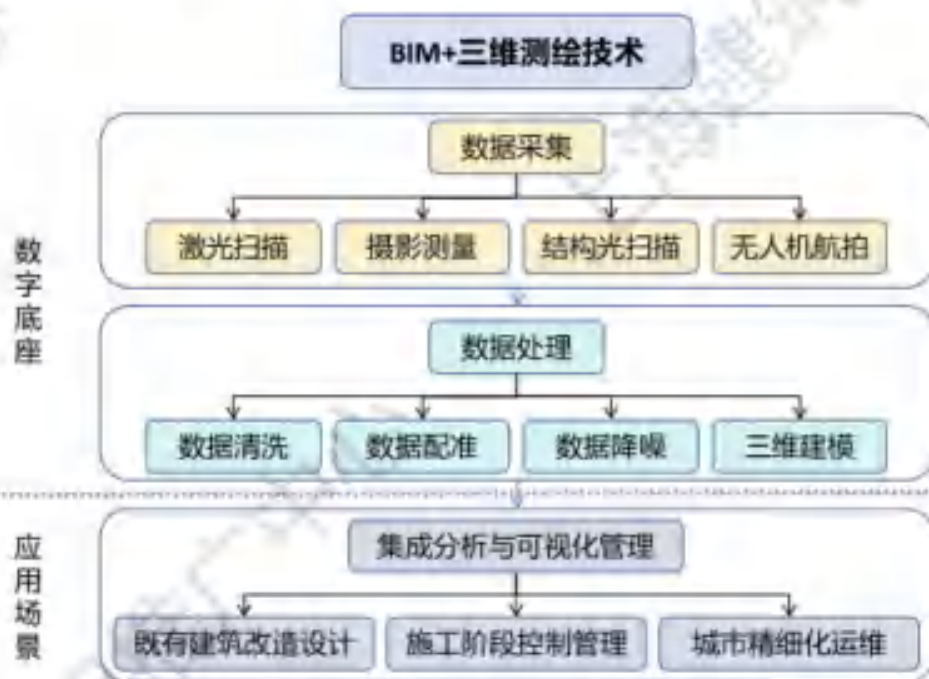 BIM+三维测绘技术
数字底座
数据采集
激光扫描
摄影测量
结构光扫描
无人机航拍
数据处理
数据清洗
数据配准
数据降噪
三维建模
应用场景
集成分析与可视化管理
既有建筑改造设计
施工阶段控制管理
城市精细化运维